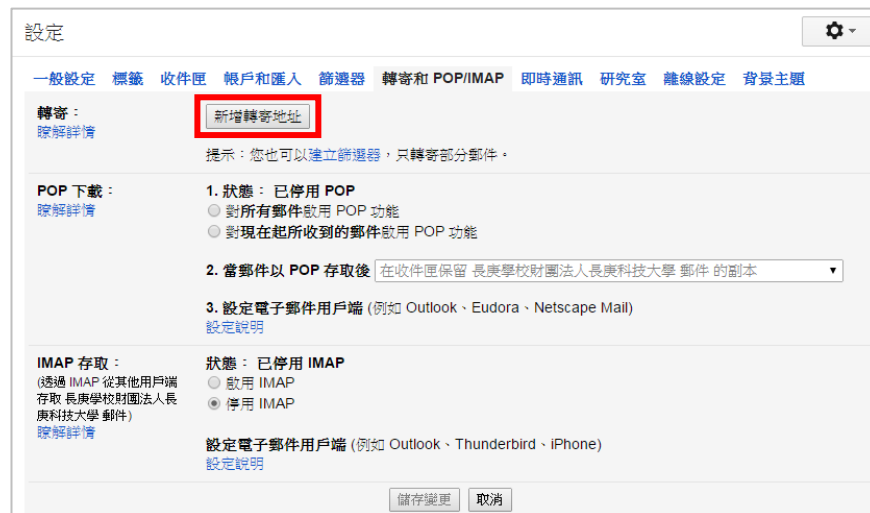 設定
一般設定 標籤 收件匣 帳戶和匯入 篩選器 轉寄和 POP/IMAP 即時通訊 研究室 離線設定 背景主題
轉寄：
瞭解詳情
新增轉寄地址
提示：您也可以建立篩選器，只轉寄部分郵件。
POP 下載：
瞭解詳情
1. 狀態： 已停用 POP
對所有郵件啟用 POP 功能
對現在起所收到的郵件啟用 POP 功能
2. 當郵件以 POP 存取後 在收件匣保留 長庚學校財團法人長庚科技大學 郵件 的副本
3. 設定電子郵件用戶端 (例如 Outlook、Eudora、Netscape Mail)
設定說明
IMAP 存取：
(透過 IMAP 從其他用戶端
存取 長庚學校財團法人長
庚科技大學 郵件)
瞭解詳情
狀態： 已停用 IMAP
啟用 IMAP
停用 IMAP
設定電子郵件用戶端 (例如 Outlook、Thunderbird、iPhone)
設定說明
儲存變更 取消